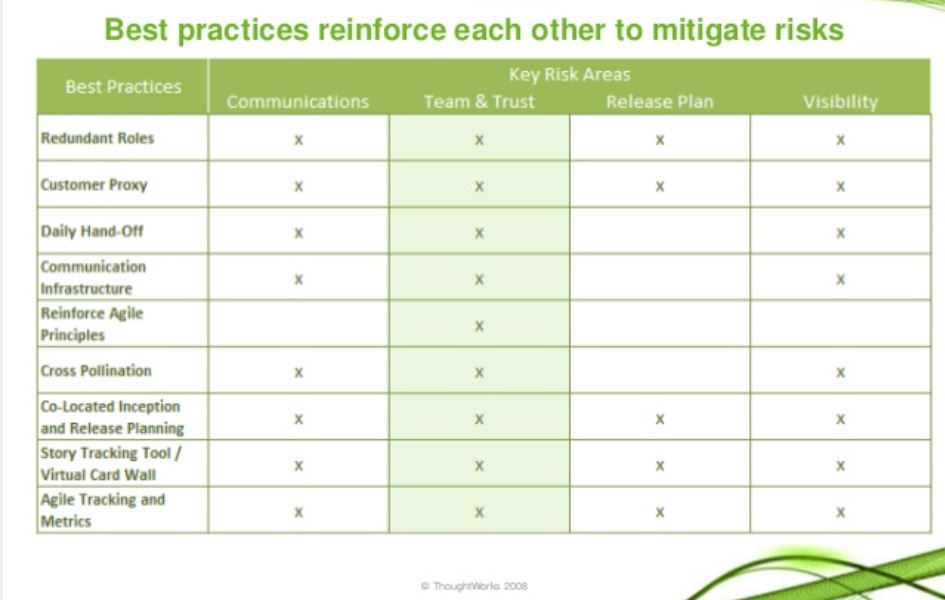 Best practices reinforce each other to mitigate risks
Best Practices
Key Risk Areas
Communications Team & Trust Release Plan Visibility
Redundant Roles x x x x
Customer Proxy x x x x
Daily Hand-Off x x x
Communication
Infrastructure x x x
Reinforce Agile
Principles x
Cross Pollination x x x
Co-Located Inception
and Release Planning x x x x
Story Tracking Tool /
Virtual Card Wall x x x x
Agile Tracking and
Metrics x x x x
© ThoughtWorks 2008